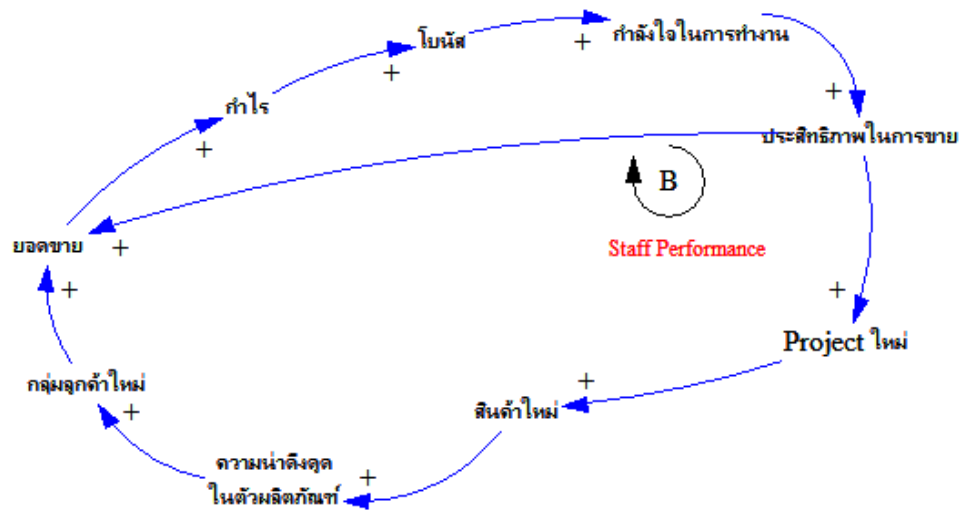 โบนัส
กำลังใจในการทำงาน
+
+
กำไร
+
+
ประสิทธิภาพในการขาย
B
ยอดขาย
+
Staff Performance
+
+
Project ใหม่
กลุ่มลูกค้าใหม่
+
+
สินค้าใหม่
ความน่าดึงดูด
ในตัวผลิตภัณฑ์
+